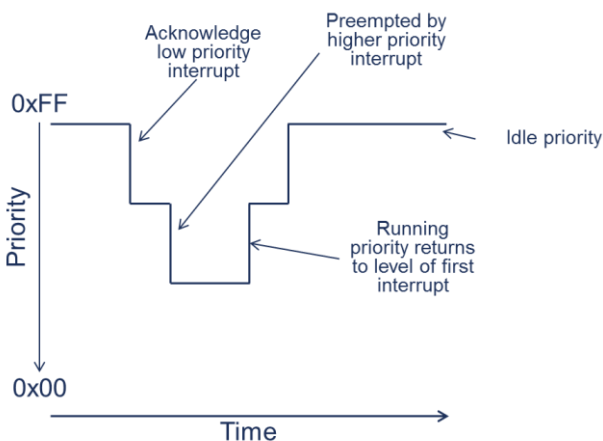 Acknowledge
low priority
interrupt
Preempted by
higher priority
interrupt
0xFF
Idle priority
Priority
Running
priority returns
to level of first
interrupt
0x00
Time